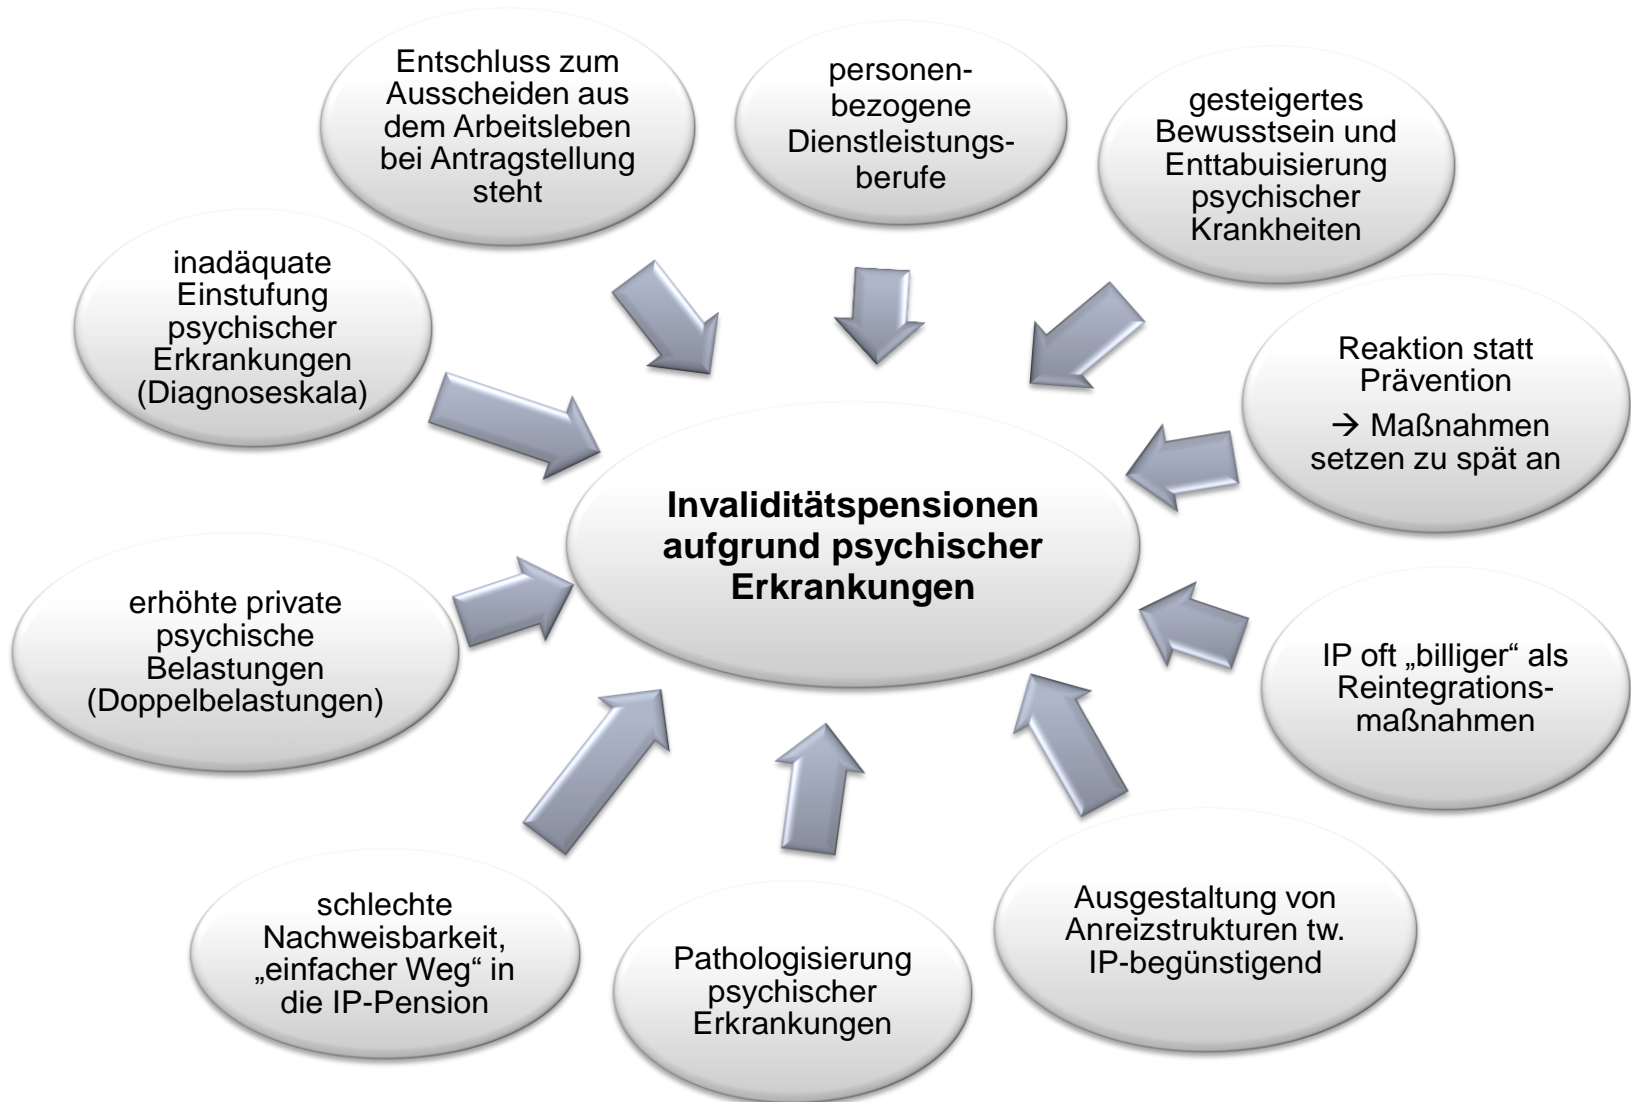 Entschluss zum
Ausscheiden aus
dem Arbeitsleben
bei Antragstellung
steht
personen-
bezogene
Dienstleistungs-
berufe
gesteigertes
Bewusstsein und
Enttabuisierung
psychischer
Krankheiten
inadäquate
Einstufung
psychischer
Erkrankungen
(Diagnoseskala)
Reaktion statt
Prävention
→ Maßnahmen
setzen zu spät an
Invaliditätspensionen
aufgrund psychischer
Erkrankungen
erhöhte private
psychische
Belastungen
(Doppelbelastungen)
IP oft „billiger“ als
Reintegrations-
maßnahmen
schlechte
Nachweisbarkeit,
„einfacher Weg“ in
die IP-Pension
Pathologisierung
psychischer
Erkrankungen
Ausgestaltung von
Anreizstrukturen tw.
IP-begünstigend